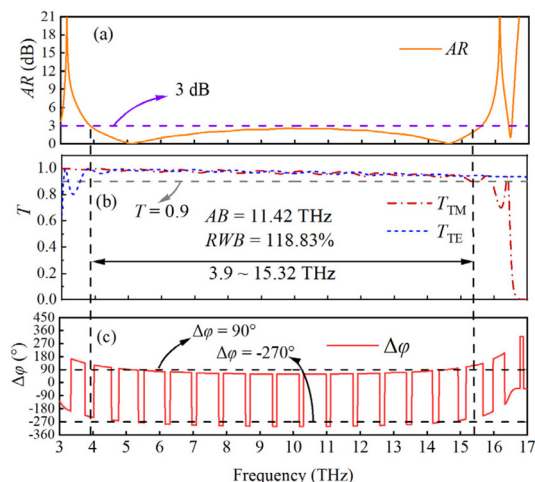 21
18
15
12
9
6
3
0
AR (dB)
(a)
AR
3 dB
1.0
0.8
0.6
0.4
0.2
0.0
T
(b)
T = 0.9
AB = 11.42 THz
RWB = 118.83%
3.9 ~ 15.32 THz
T_TM
T_TE
450
360
270
180
90
0
-90
-180
-270
-360
Δφ (°)
(c)
Δφ = 90°
Δφ = -270°
Δφ
3 4 5 6 7 8 9 10 11 12 13 14 15 16 17
Frequency (THz)